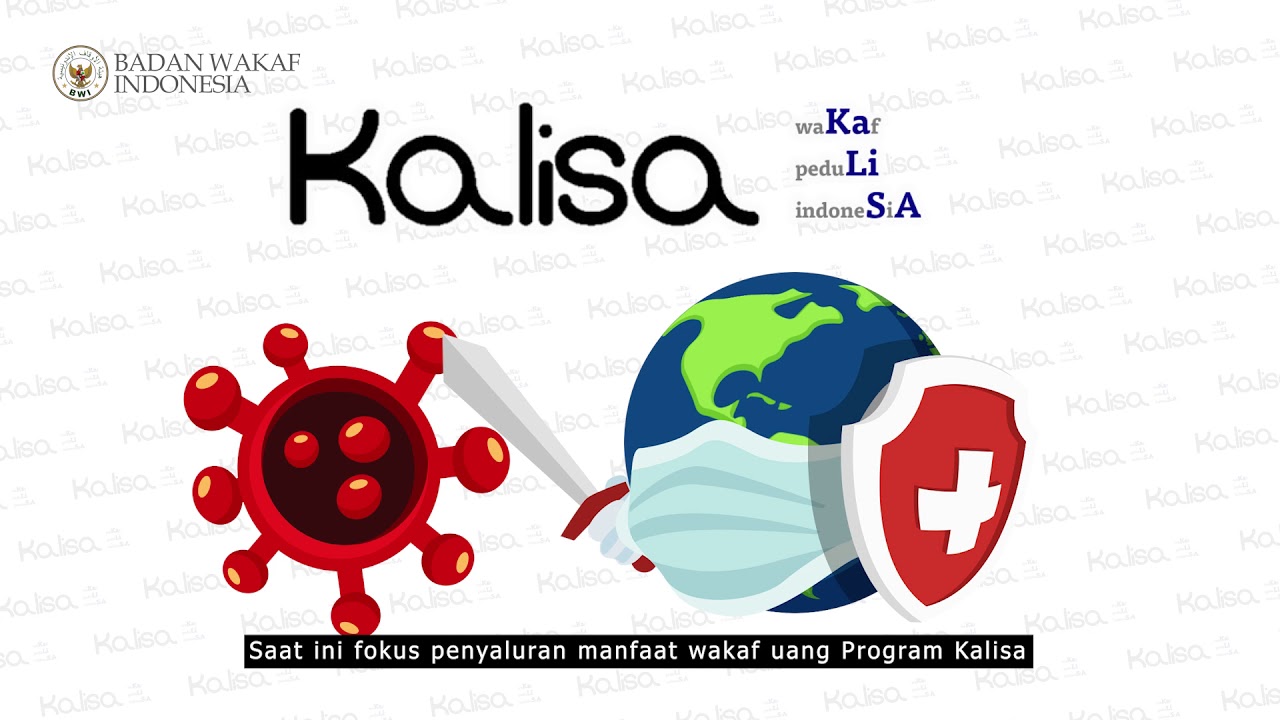 BADAN WAKAF
INDONESIA
BWI
Kalisa
waKaf
peduLi
indoneSiA
Saat ini fokus penyaluran manfaat wakaf uang Program Kalisa